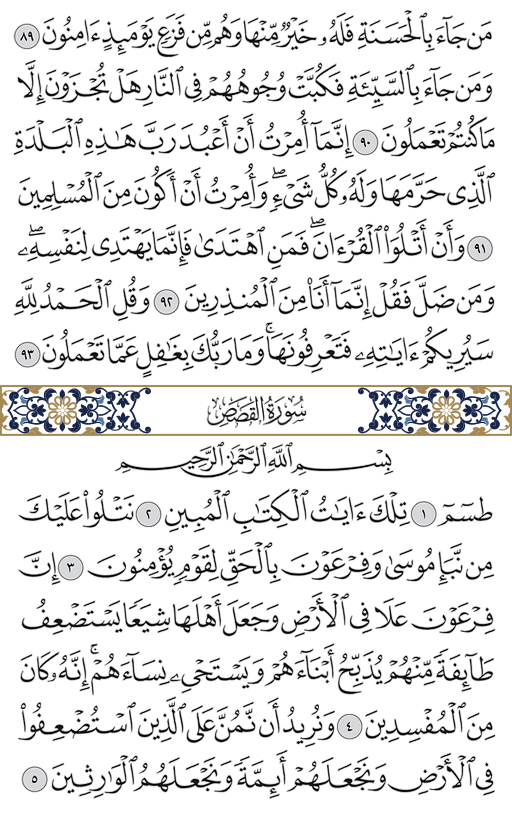 مَن جَآءَ بِٱلْحَسَنَةِ فَلَهُۥ خَيْرٌ مِّنْهَا وَهُم مِّن فَزَعٍ يَوْمَئِذٍ ءَامِنُونَ ٨٩
وَمَن جَآءَ بِٱلسَّيِّئَةِ فَكُبَّتْ وُجُوهُهُمْ فِى ٱلنَّارِ هَلْ تُجْزَوْنَ إِلَّا
مَا كُنتُمْ تَعْمَلُونَ ٩٠ إِنَّمَآ أُمِرْتُ أَنْ أَعْبُدَ رَبَّ هَـٰذِهِ ٱلْبَلْدَةِ
ٱلَّذِى حَرَّمَهَا وَلَهُۥ كُلُّ شَىْءٍ ۖ وَأُمِرْتُ أَنْ أَكُونَ مِنَ ٱلْمُسْلِمِينَ
٩١ وَأَنْ أَتْلُوَا۟ ٱلْقُرْءَانَ ۖ فَمَنِ ٱهْتَدَىٰ فَإِنَّمَا يَهْتَدِى لِنَفْسِهِۦ ۖ
وَمَن ضَلَّ فَقُلْ إِنَّمَآ أَنَا۠ مِنَ ٱلْمُنذِرِينَ ٩٢ وَقُلِ ٱلْحَمْدُ لِلَّهِ
سَيُرِيكُمْ ءَايَـٰتِهِۦ فَتَعْرِفُونَهَا ۚ وَمَا رَبُّكَ بِغَـٰفِلٍ عَمَّا تَعْمَلُونَ ٩٣
سُورَةُ القَصَصِ
بِسْمِ ٱللَّهِ ٱلرَّحْمَـٰنِ ٱلرَّحِيمِ
طسٓمٓ ١ تِلْكَ ءَايَـٰتُ ٱلْكِتَـٰبِ ٱلْمُبِينِ ٢ نَتْلُوا۟ عَلَيْكَ
مِن نَّبَإِ مُوسَىٰ وَفِرْعَوْنَ بِٱلْحَقِّ لِقَوْمٍ يُؤْمِنُونَ ٣ إِنَّ
فِرْعَوْنَ عَلَا فِى ٱلْأَرْضِ وَجَعَلَ أَهْلَهَا شِيَعًا يَسْتَضْعِفُ
طَآئِفَةً مِّنْهُمْ يُذَبِّحُ أَبْنَآءَهُمْ وَيَسْتَحْىِۦ نِسَآءَهُمْ ۚ إِنَّهُۥ كَانَ
مِنَ ٱلْمُفْسِدِينَ ٤ وَنُرِيدُ أَن نَّمُنَّ عَلَى ٱلَّذِينَ ٱسْتُضْعِفُوا۟
فِى ٱلْأَرْضِ وَنَجْعَلَهُمْ أَئِمَّةً وَنَجْعَلَهُمُ ٱلْوَٰرِثِينَ ٥